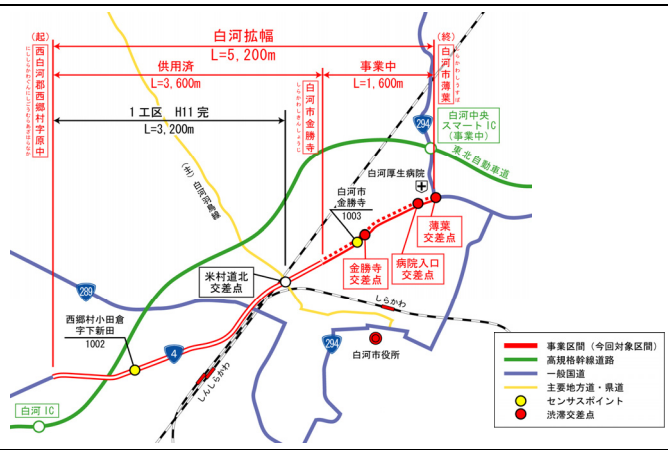 白河拡幅
L=5,200m
(起)
(終)
供用済
L=3,600m
事業中
L=1,600m
1工区 H11完
L=3,200m
西白河郡西郷村字原中
にししらかわぐんにしごうむらあざはらなか
白河市金勝寺
しらかわしきんしょうじ
白河市薄葉
しらかわしうすば
294
白河中央
スマートIC
(事業中)
東北自動車道
(主)白河羽鳥線
白河厚生病院
白河市
金勝寺
1003
薄葉
交差点
病院入口
交差点
金勝寺
交差点
米村道北
交差点
289
西郷村小田倉
字下新田
1002
4
しらかわ
しんしらかわ
294
白河市役所
白河IC
事業区間(今回対象区間)
高規格幹線道路
一般国道
主要地方道・県道
センサスポイント
渋滞交差点